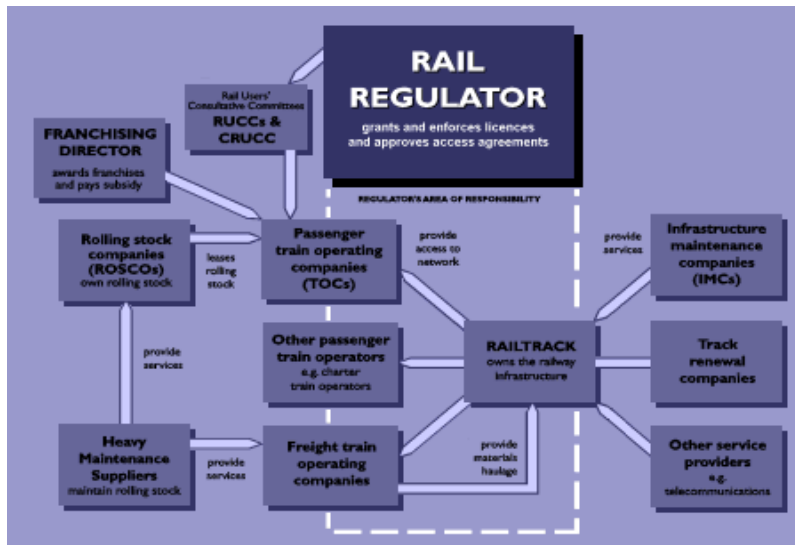 RAIL
REGULATOR
grants and enforces licences
and approves access agreements
Rail Users'
Consultative Committees
RUCCs &
CRUCC
FRANCHISING
DIRECTOR
awards franchises
and pays subsidy
REGULATOR'S AREA OF RESPONSIBILITY
Rolling stock
companies
(ROSCOs)
own rolling stock
leases
rolling
stock
Passenger
train operating
companies
(TOCs)
provide
access to
network
provide
services
Infrastructure
maintenance
companies
(IMCs)
Other passenger
train operators
e.g. charter
train operators
RAILTRACK
owns the railway
infrastructure
Track
renewal
companies
provide
services
Heavy
Maintenance
Suppliers
maintain rolling stock
provide
services
Freight train
operating
companies
provide
materials
haulage
Other service
providers
e.g.
telecommunications